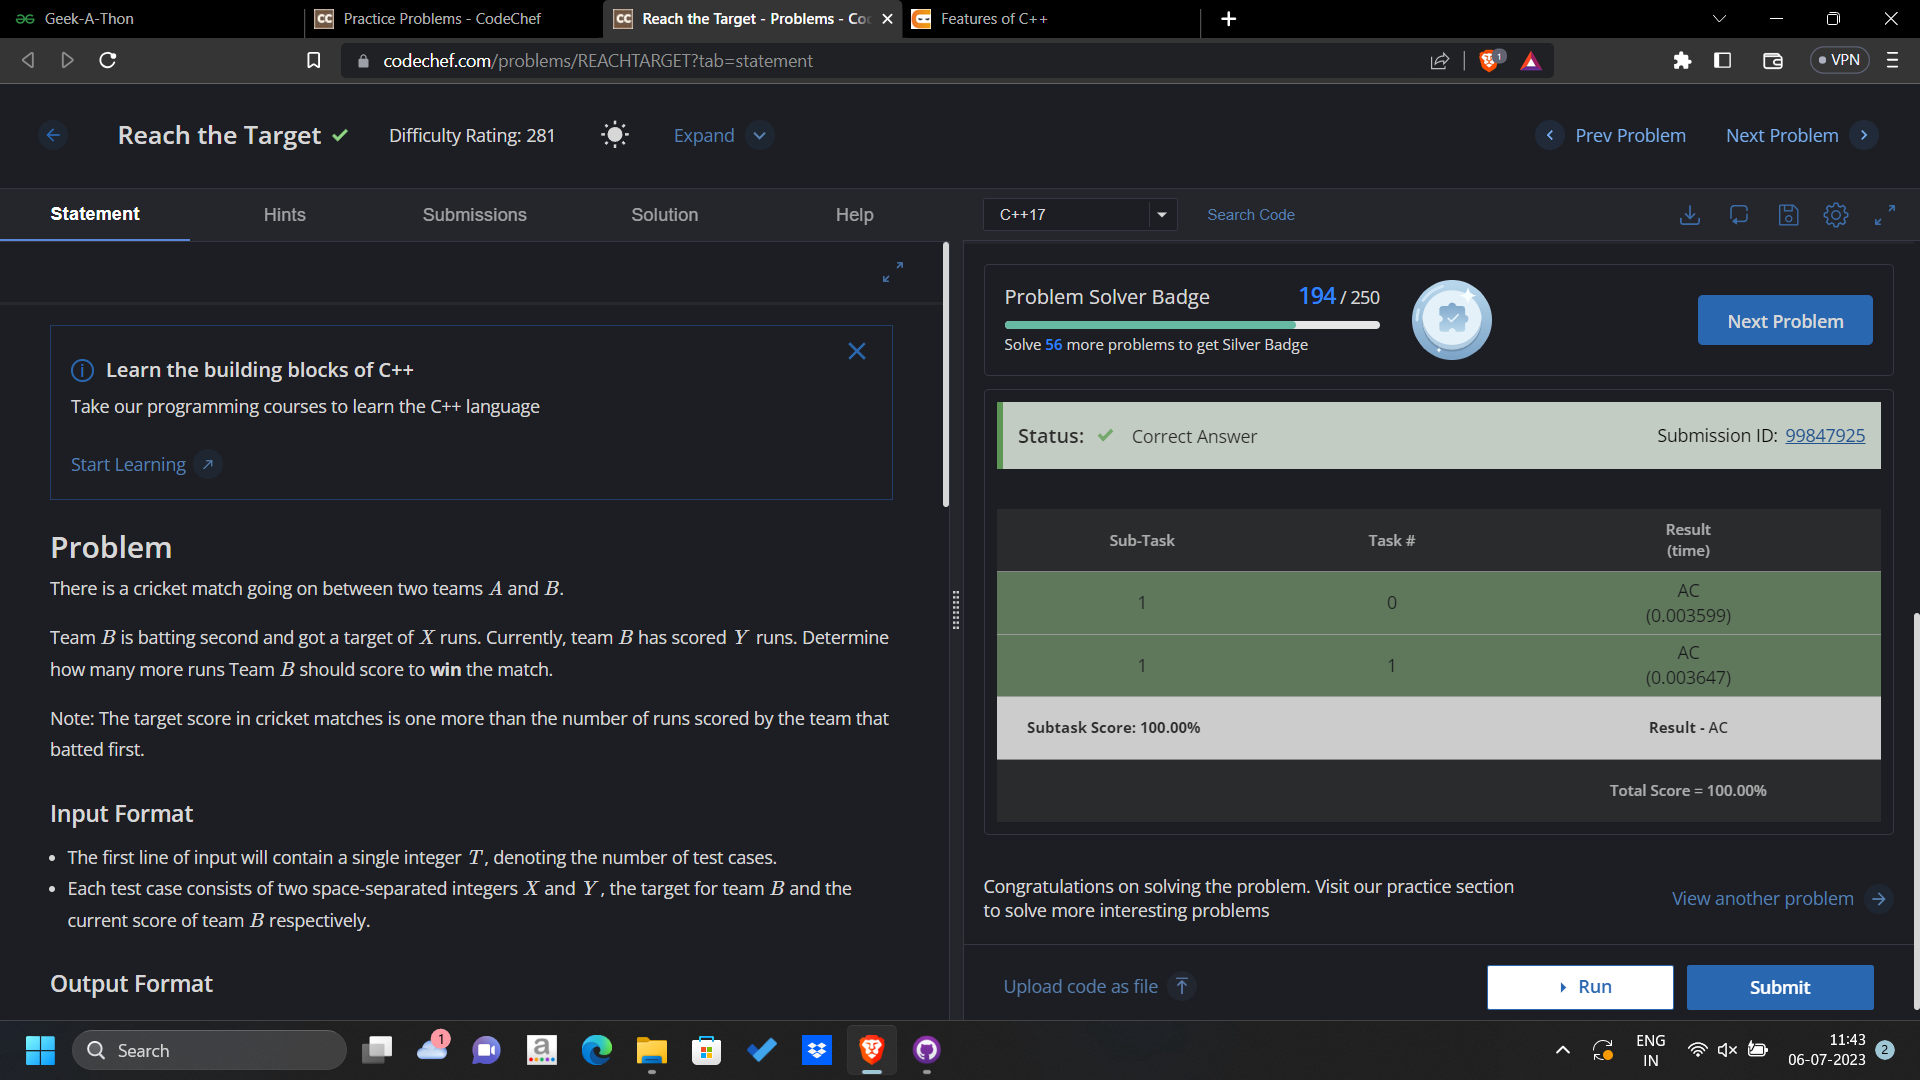 Geek-A-Thon
CC Practice Problems - CodeChef
CC Reach the Target - Problems - Co
Features of C++
codechef.com/problems/REACHTARGET?tab=statement
1
VPN
Reach the Target
Difficulty Rating: 281
Expand
Prev Problem
Next Problem
Statement
Hints
Submissions
Solution
Help
C++17
Search Code
Learn the building blocks of C++
Take our programming courses to learn the C++ language
Start Learning
Problem
There is a cricket match going on between two teams A and B.
Team B is batting second and got a target of X runs. Currently, team B has scored Y runs. Determine
how many more runs Team B should score to win the match.
Note: The target score in cricket matches is one more than the number of runs scored by the team that
batted first.
Input Format
• The first line of input will contain a single integer T, denoting the number of test cases.
• Each test case consists of two space-separated integers X and Y, the target for team B and the
current score of team B respectively.
Output Format
Problem Solver Badge
194 / 250
Solve 56 more problems to get Silver Badge
Next Problem
Status: Correct Answer
Submission ID: 99847925
Sub-Task
Task #
Result
(time)
1
0
AC
(0.003599)
1
1
AC
(0.003647)
Subtask Score: 100.00%
Result - AC
Total Score = 100.00%
Congratulations on solving the problem. Visit our practice section
to solve more interesting problems
View another problem
Upload code as file
Run
Submit
Search
1
a
ENG
IN
11:43
06-07-2023
2